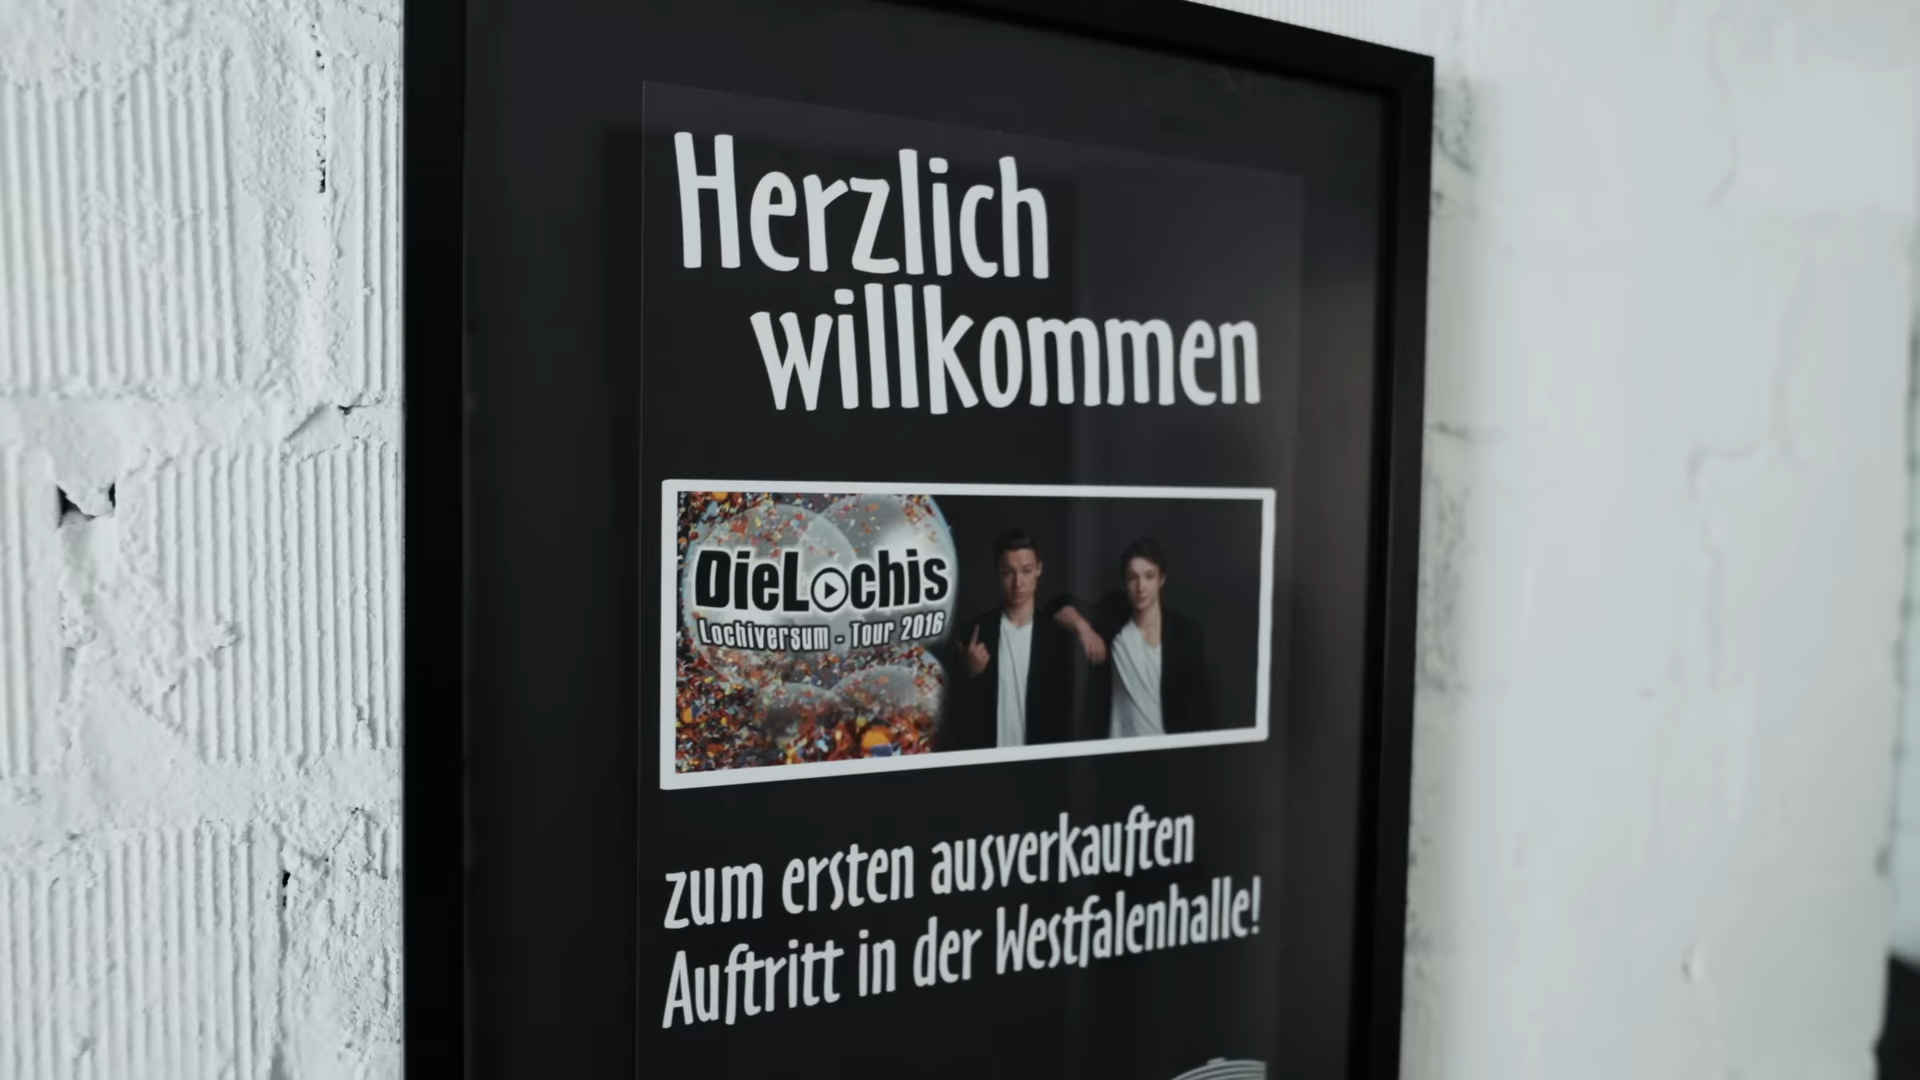 Herzlich
willkommen
DieLochis
Lochiversum - Tour 2016
zum ersten ausverkauften
Auftritt in der Westfalenhalle!